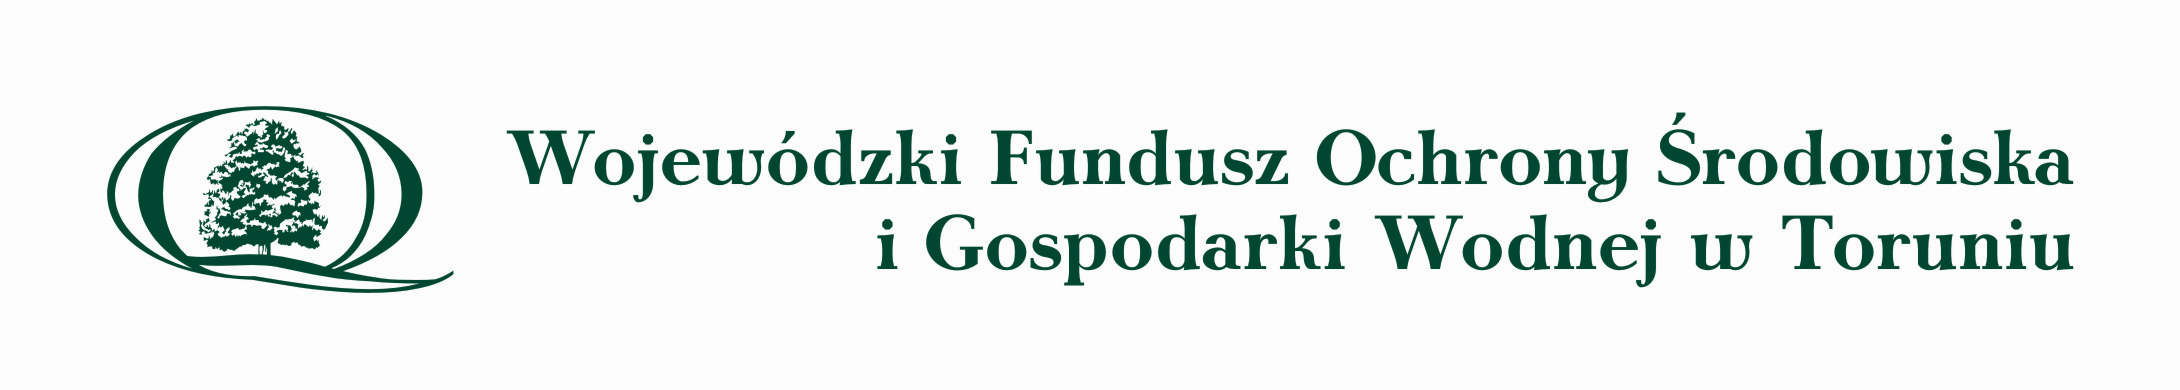 Wojewódzki Fundusz Ochrony Środowiska
i Gospodarki Wodnej w Toruniu